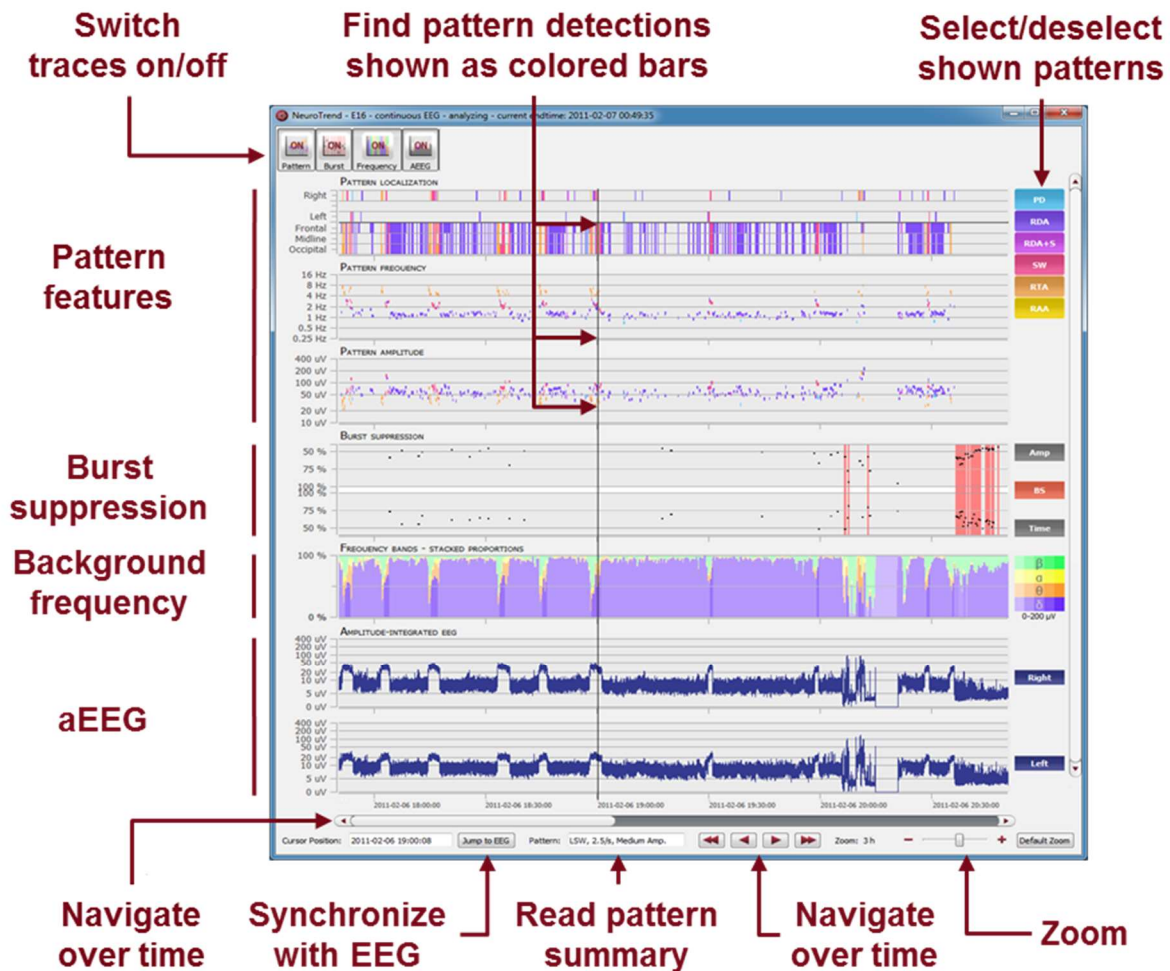 Switch
traces on/off
Find pattern detections
shown as colored bars
Select/deselect
shown patterns
NeuroTrend - E16 - continuous EEG - analyzing - current endtime: 2011-02-07 00:49:35
ON ON ON ON
Pattern Burst Frequency AEEG
Pattern features
PATTERN LOCALIZATION
Right
Left
Frontal
Midline
Occipital
PD
RDA
RDA+S
SW
RTA
RAA
PATTERN FREQUENCY
16 Hz
8 Hz
4 Hz
2 Hz
1 Hz
0.5 Hz
0.25 Hz
PATTERN AMPLITUDE
400 uV
200 uV
100 uV
50 uV
20 uV
10 uV
Burst
suppression
BURST SUPPRESSION
50 %
75 %
100 %
100 %
75 %
50 %
Amp
BS
Time
Background
frequency
FREQUENCY BANDS - STACKED PROPORTIONS
100 %
0 %
β
α
θ
δ
0-200 µV
aEEG
AMPLITUDE-INTEGRATED EEG
400 uV
200 uV
100 uV
50 uV
20 uV
10 uV
5 uV
0 uV
Right
400 uV
200 uV
100 uV
50 uV
20 uV
10 uV
5 uV
0 uV
Left
2011-02-06 18:00:00 2011-02-06 18:30:00 2011-02-06 19:00:00 2011-02-06 19:30:00 2011-02-06 20:00:00 2011-02-06 20:30:00
Cursor Position: 2011-02-06 19:00:08 Jump to EEG Pattern: LSW, 2.5/s, Medium Amp. Zoom: 3 h Default Zoom
Navigate
over time
Synchronize
with EEG
Read pattern
summary
Navigate
over time
Zoom